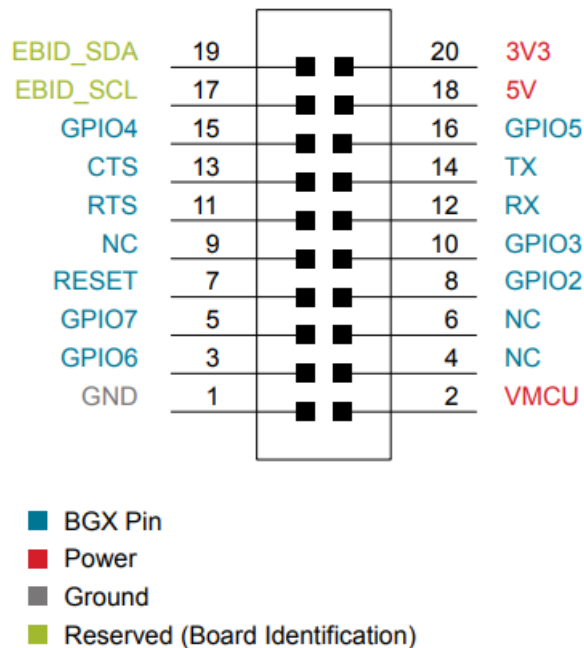 EBID_SDA 19 20 3V3
EBID_SCL 17 18 5V
GPIO4 15 16 GPIO5
CTS 13 14 TX
RTS 11 12 RX
NC 9 10 GPIO3
RESET 7 8 GPIO2
GPIO7 5 6 NC
GPIO6 3 4 NC
GND 1 2 VMCU
BGX Pin
Power
Ground
Reserved (Board Identification)